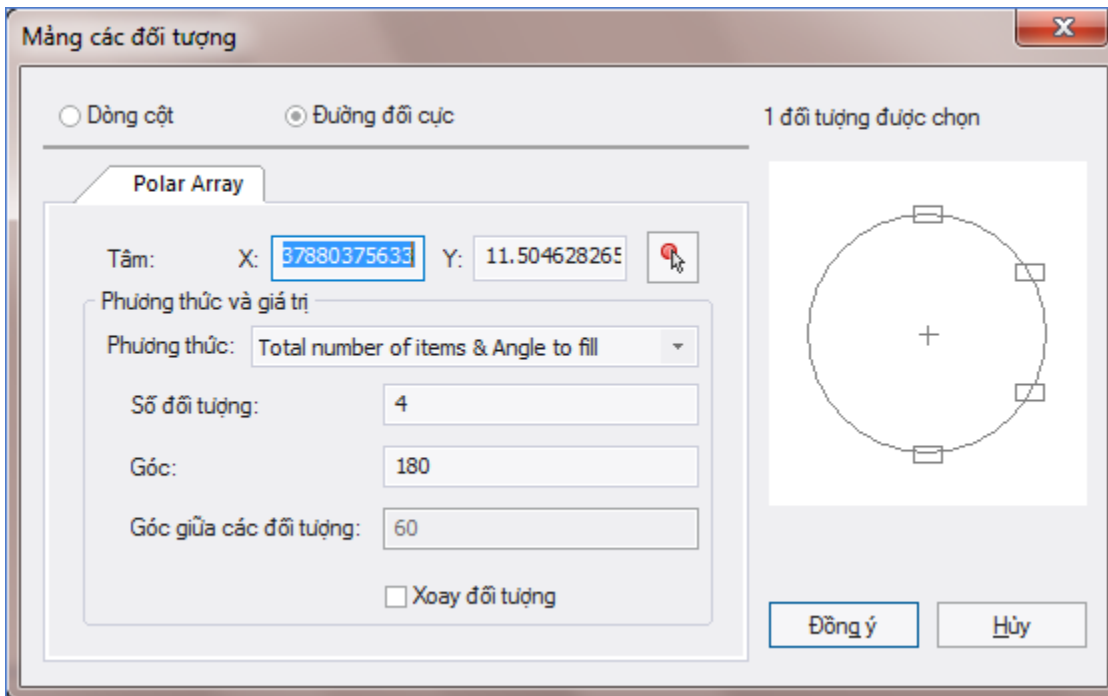 Mảng các đối tượng
Dòng cột Đường đối cực
1 đối tượng được chọn
Polar Array
Tâm: X: 37880375633 Y: 11.504628265
Phương thức và giá trị
Phương thức: Total number of items & Angle to fill
Số đối tượng: 4
Góc: 180
Góc giữa các đối tượng: 60
Xoay đối tượng
Đồng ý Hủy